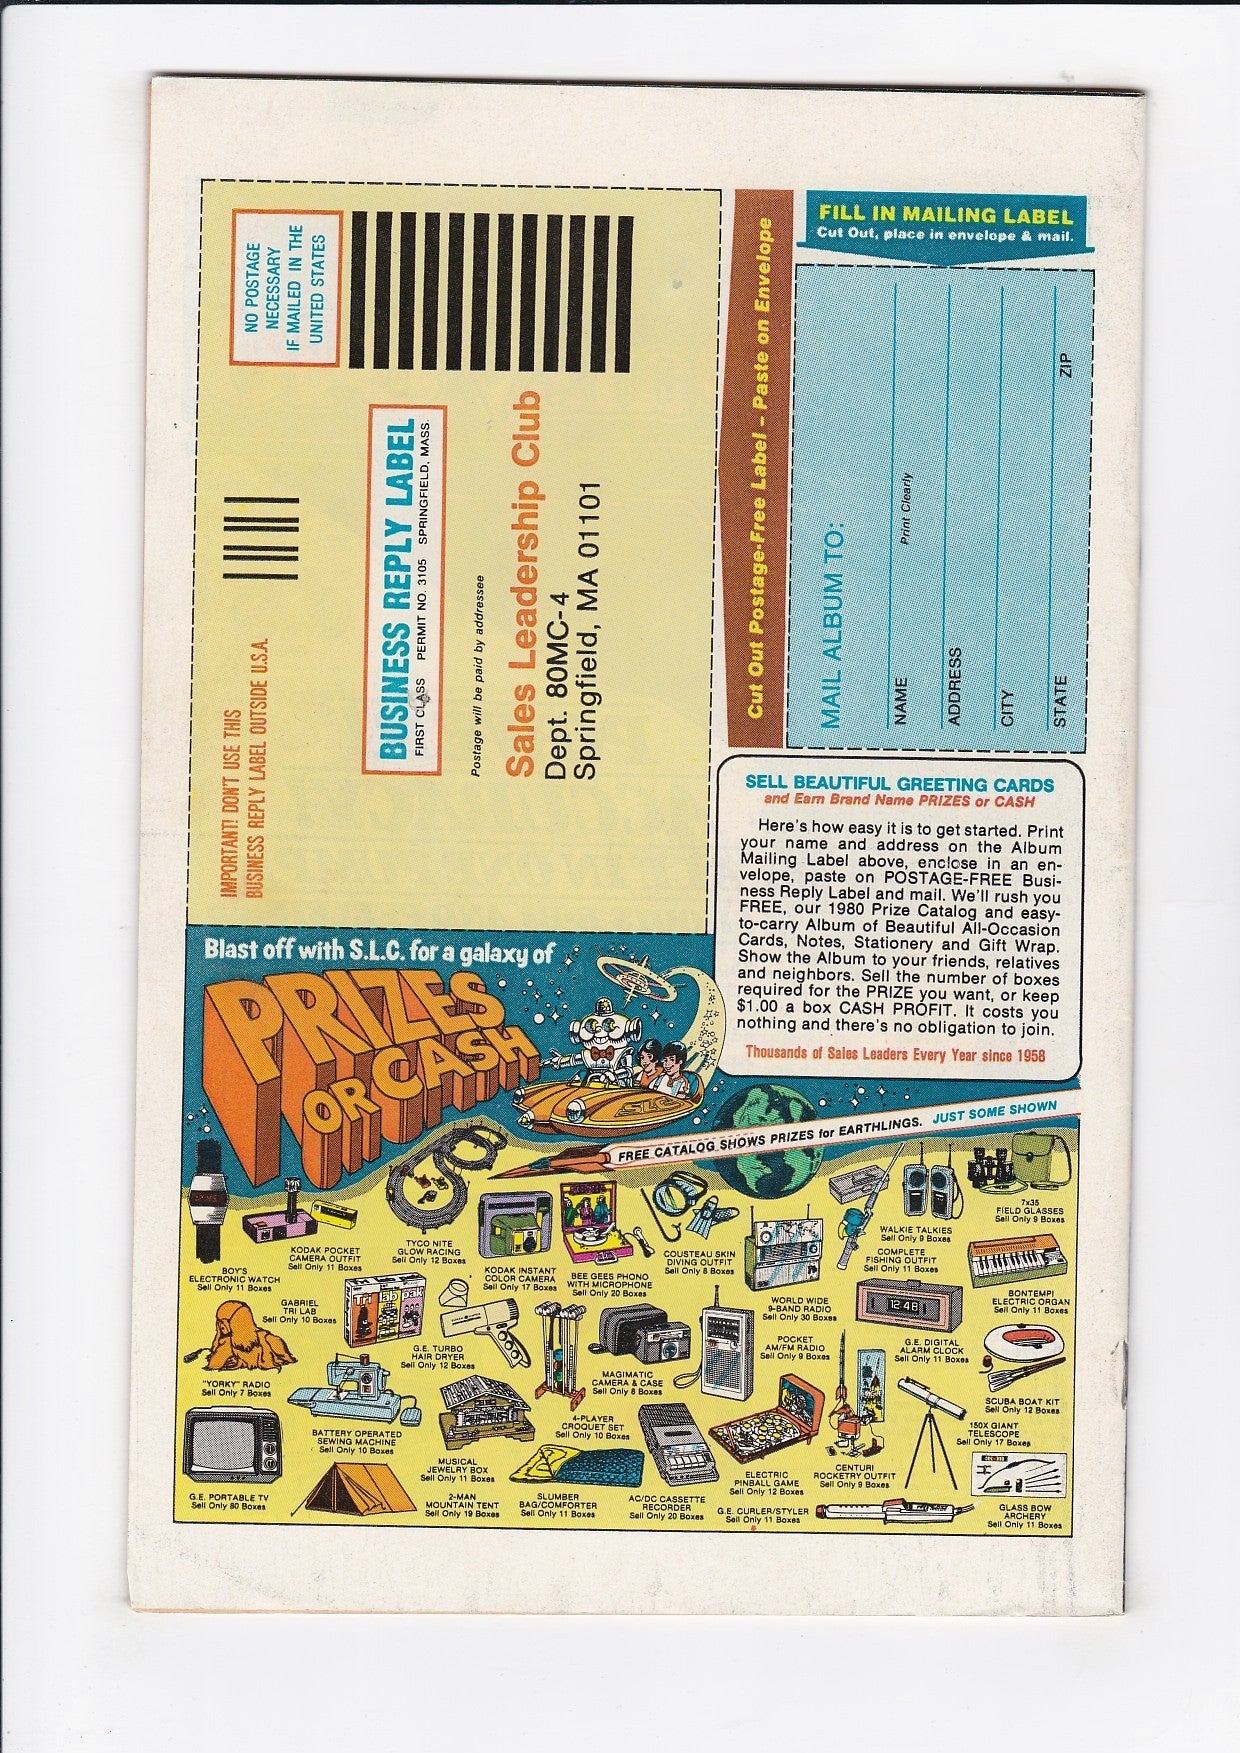 NO POSTAGE
NECESSARY
IF MAILED IN THE
UNITED STATES
IMPORTANT! DON'T USE THIS
BUSINESS REPLY LABEL OUTSIDE U.S.A.
BUSINESS REPLY LABEL
FIRST CLASS PERMIT NO. 3105 SPRINGFIELD, MASS.
Postage will be paid by addressee
Sales Leadership Club
Dept. 80MC-4
Springfield, MA 01101
Cut Out Postage-Free Label – Paste on Envelope
FILL IN MAILING LABEL
Cut Out, place in envelope & mail.
MAIL ALBUM TO:
NAME
Print Clearly
ADDRESS
CITY
STATE
ZIP
SELL BEAUTIFUL GREETING CARDS
and Earn Brand Name PRIZES or CASH
Here's how easy it is to get started. Print
your name and address on the Album
Mailing Label above, enclose in an en-
velope, paste on POSTAGE-FREE Busi-
ness Reply Label and mail. We'll rush you
FREE, our 1980 Prize Catalog and easy-
to-carry Album of Beautiful All-Occasion
Cards, Notes, Stationery and Gift Wrap.
Show the Album to your friends, relatives
and neighbors. Sell the number of boxes
required for the PRIZE you want, or keep
$1.00 a box CASH PROFIT. It costs you
nothing and there's no obligation to join.
Thousands of Sales Leaders Every Year since 1958
Blast off with S.L.C. for a galaxy of
PRIZES
OR CASH
SLC
FREE CATALOG SHOWS PRIZES for EARTHLINGS. JUST SOME SHOWN
BOY'S
ELECTRONIC WATCH
Sell Only 11 Boxes
KODAK POCKET
CAMERA OUTFIT
Sell Only 11 Boxes
TYCO NITE
GLOW RACING
Sell Only 12 Boxes
KODAK INSTANT
COLOR CAMERA
Sell Only 17 Boxes
BEE GEES PHONO
WITH MICROPHONE
Sell Only 20 Boxes
COUSTEAU SKIN
DIVING OUTFIT
Sell Only 8 Boxes
WORLD WIDE
9-BAND RADIO
Sell Only 30 Boxes
COMPLETE
FISHING OUTFIT
Sell Only 11 Boxes
WALKIE TALKIES
Sell Only 9 Boxes
7x35
FIELD GLASSES
Sell Only 9 Boxes
BONTEMPI
ELECTRIC ORGAN
Sell Only 11 Boxes
GABRIEL
TRI LAB
Sell Only 10 Boxes
Tri lab pak
G.E. TURBO
HAIR DRYER
Sell Only 12 Boxes
POCKET
AM/FM RADIO
Sell Only 9 Boxes
12 48
G.E. DIGITAL
ALARM CLOCK
Sell Only 11 Boxes
"YORKY" RADIO
Sell Only 7 Boxes
BATTERY OPERATED
SEWING MACHINE
Sell Only 10 Boxes
MAGIMATIC
CAMERA & CASE
Sell Only 8 Boxes
4-PLAYER
CROQUET SET
Sell Only 10 Boxes
SCUBA BOAT KIT
Sell Only 12 Boxes
150X GIANT
TELESCOPE
Sell Only 17 Boxes
MUSICAL
JEWELRY BOX
Sell Only 11 Boxes
ELECTRIC
PINBALL GAME
Sell Only 12 Boxes
CENTURI
ROCKETRY OUTFIT
Sell Only 9 Boxes
G.E. PORTABLE TV
Sell Only 80 Boxes
2-MAN
MOUNTAIN TENT
Sell Only 19 Boxes
SLUMBER
BAG/COMFORTER
Sell Only 11 Boxes
AC/DC CASSETTE
RECORDER
Sell Only 20 Boxes
G.E. CURLER/STYLER
Sell Only 11 Boxes
GLASS BOW
ARCHERY
Sell Only 11 Boxes